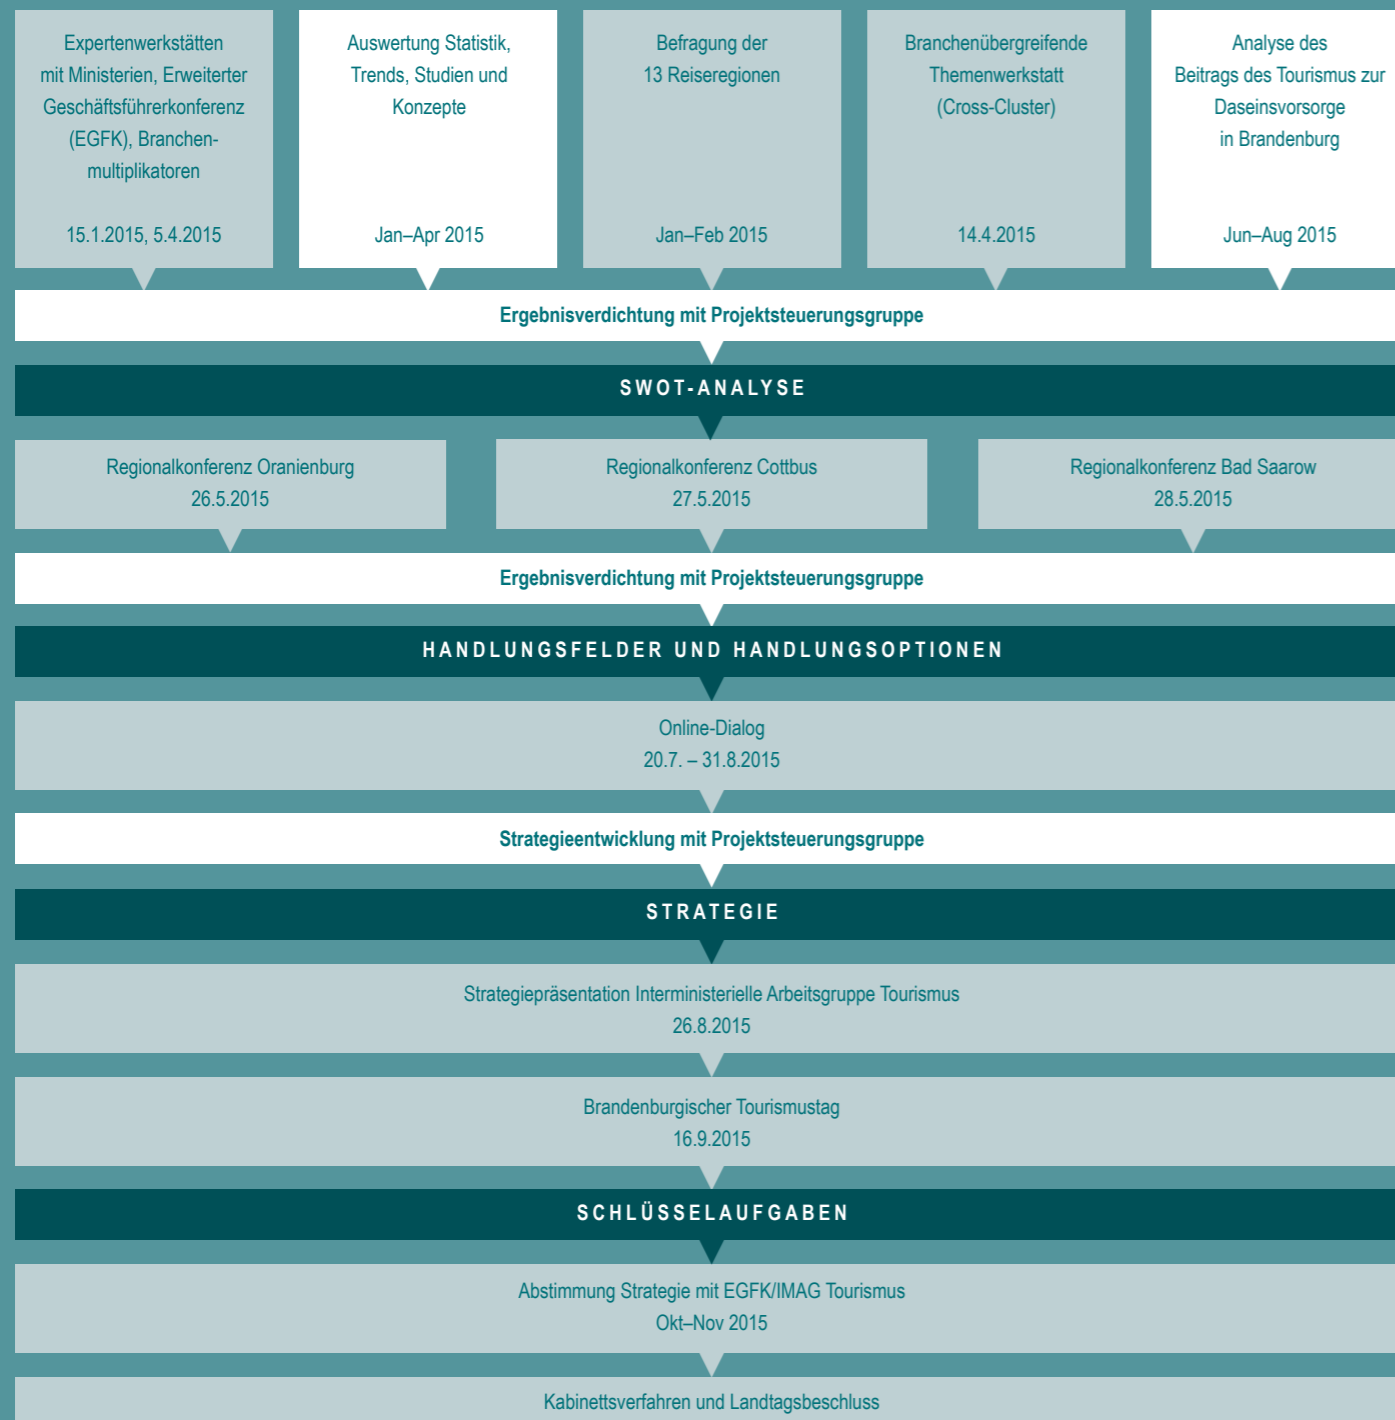 Expertenwerkstätten
mit Ministerien, Erweiterter
Geschäftsführerkonferenz
(EGFK), Branchen-
multiplikatoren
15.1.2015, 5.4.2015
Auswertung Statistik,
Trends, Studien und
Konzepte
Jan–Apr 2015
Befragung der
13 Reiseregionen
Jan–Feb 2015
Branchenübergreifende
Themenwerkstatt
(Cross-Cluster)
14.4.2015
Analyse des
Beitrags des Tourismus zur
Daseinsvorsorge
in Brandenburg
Jun–Aug 2015
Ergebnisverdichtung mit Projektsteuerungsgruppe
SWOT-ANALYSE
Regionalkonferenz Oranienburg
26.5.2015
Regionalkonferenz Cottbus
27.5.2015
Regionalkonferenz Bad Saarow
28.5.2015
Ergebnisverdichtung mit Projektsteuerungsgruppe
HANDLUNGSFELDER UND HANDLUNGSOPTIONEN
Online-Dialog
20.7. – 31.8.2015
Strategieentwicklung mit Projektsteuerungsgruppe
STRATEGIE
Strategiepräsentation Interministerielle Arbeitsgruppe Tourismus
26.8.2015
Brandenburgischer Tourismustag
16.9.2015
SCHLÜSSELAUFGABEN
Abstimmung Strategie mit EGFK/IMAG Tourismus
Okt–Nov 2015
Kabinettsverfahren und Landtagsbeschluss